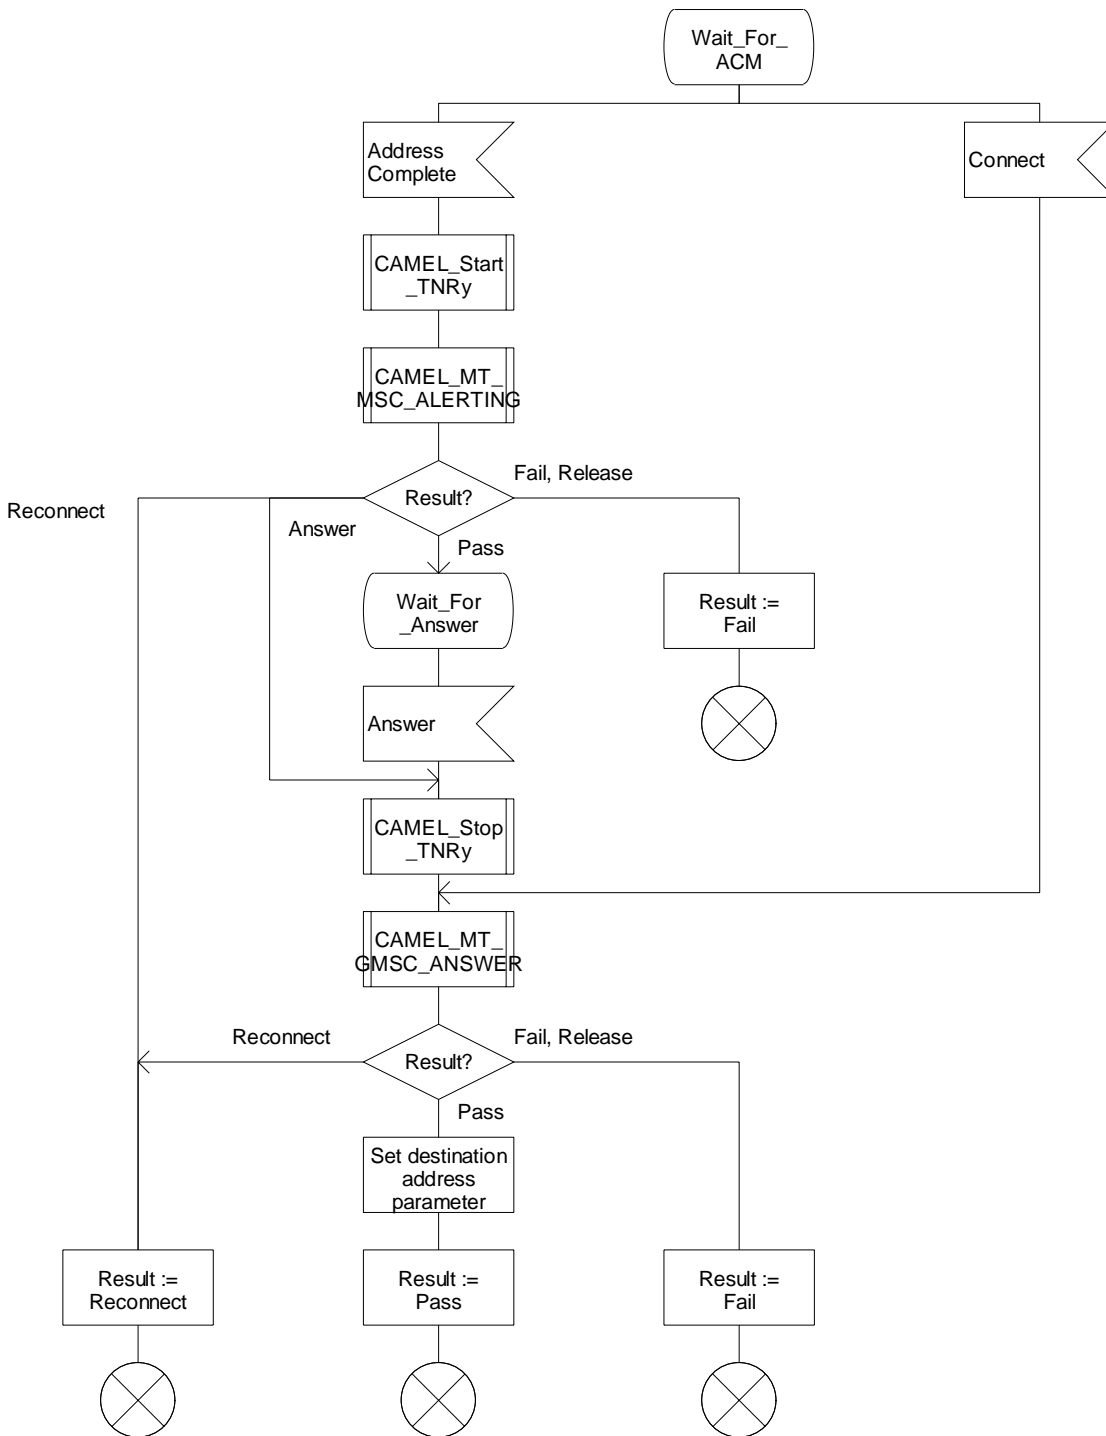 Wait_For_
ACM
Address
Complete
Connect
CAMEL_Start
_TNRy
CAMEL_MT_
MSC_ALERTING
Fail, Release
Result?
Reconnect
Answer
Pass
Wait_For
_Answer
Result :=
Fail
Answer
CAMEL_Stop
_TNRy
CAMEL_MT_
GMSC_ANSWER
Reconnect
Fail, Release
Result?
Pass
Set destination
address
parameter
Result :=
Reconnect
Result :=
Pass
Result :=
Fail